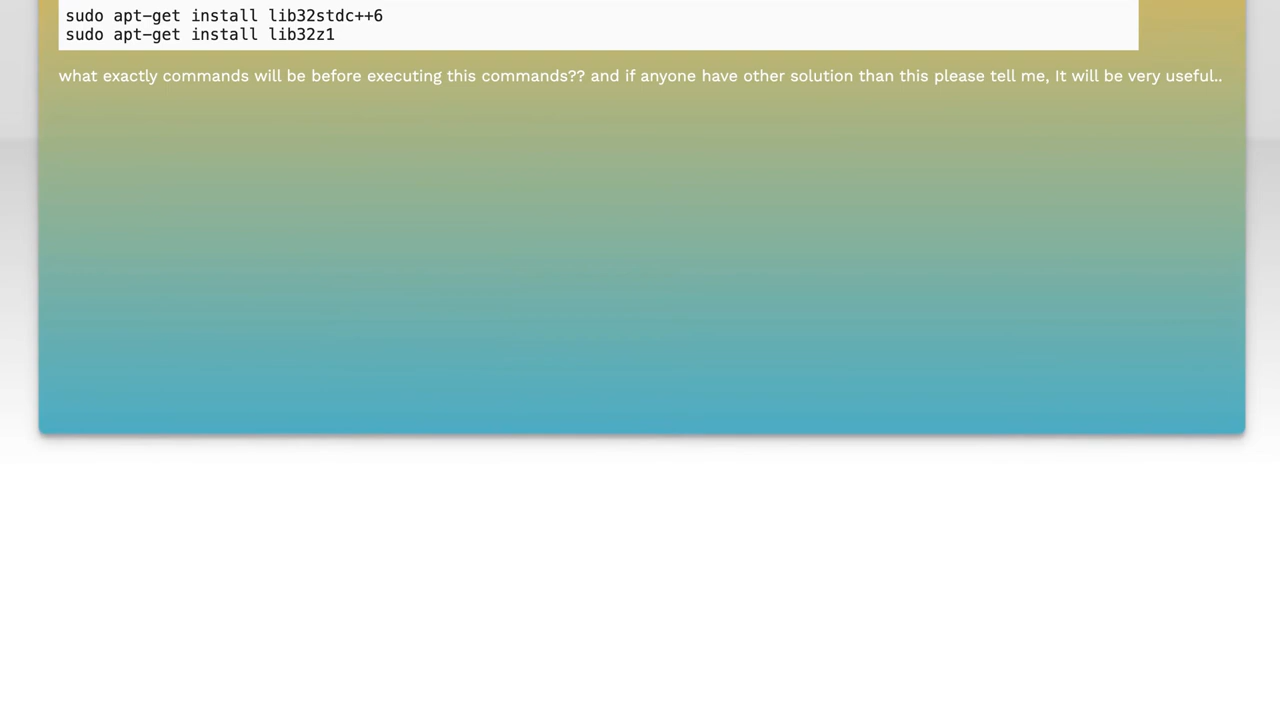 sudo apt-get install lib32stdc++6
sudo apt-get install lib32z1
what exactly commands will be before executing this commands?? and if anyone have other solution than this please tell me, It will be very useful..